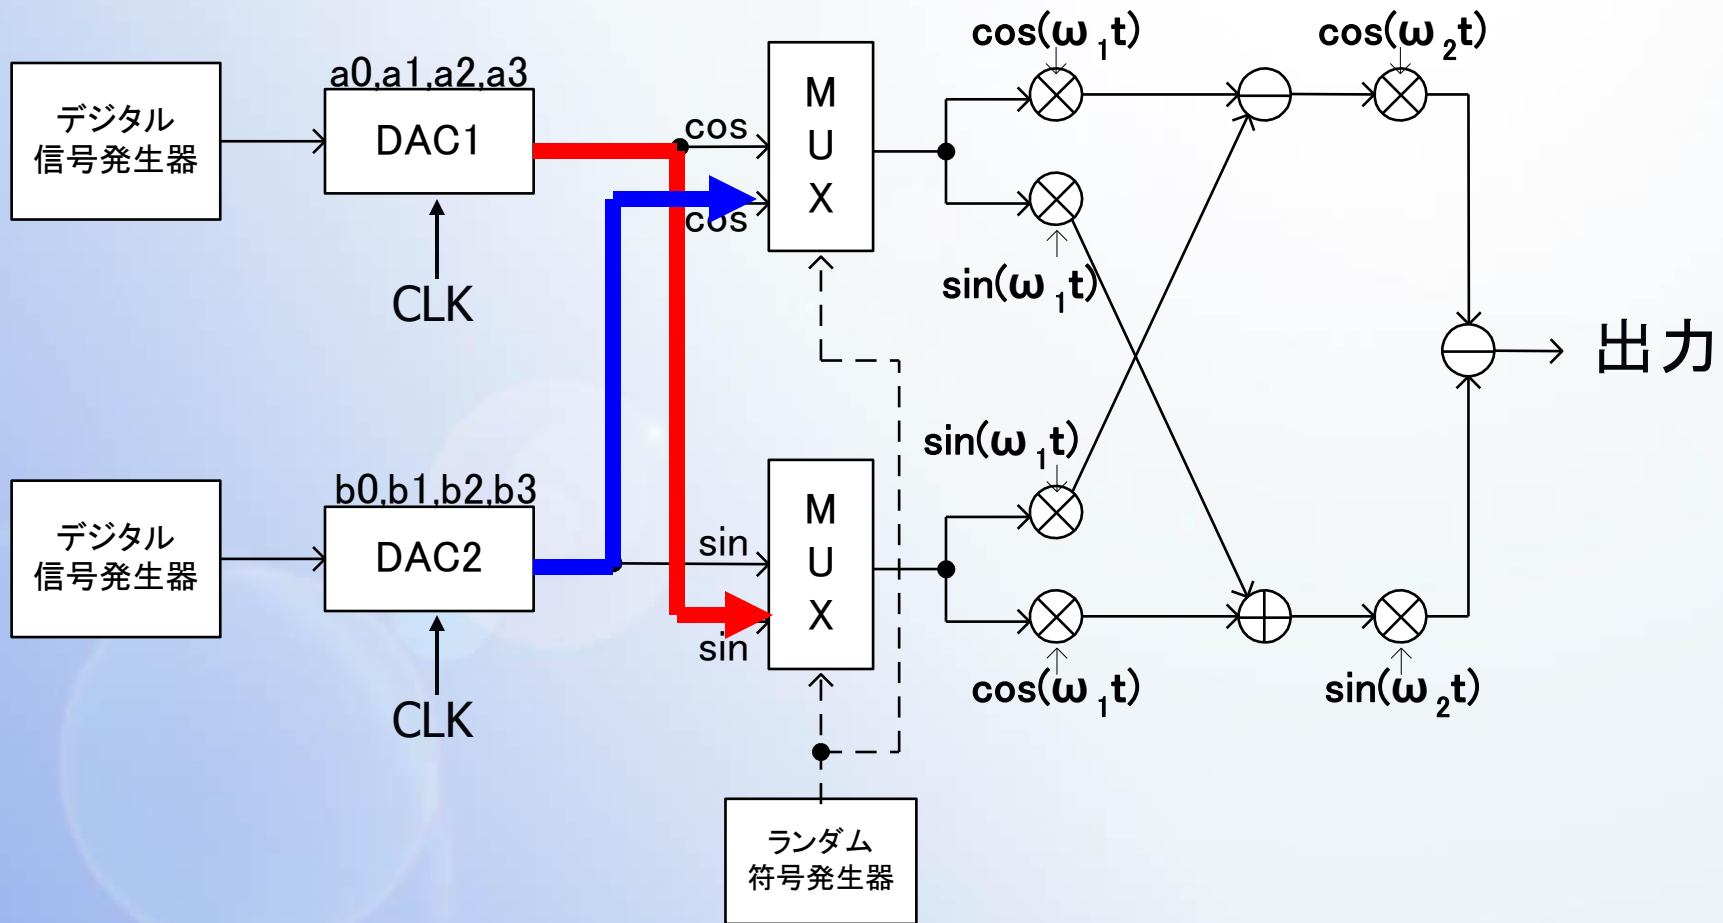 cos(ω1t)
cos(ω2t)
デジタル
信号発生器
a0,a1,a2,a3
DAC1
CLK
cos
cos
M
U
X
sin(ω1t)
出力
デジタル
信号発生器
b0,b1,b2,b3
DAC2
CLK
sin
sin
M
U
X
sin(ω1t)
cos(ω1t)
sin(ω2t)
ランダム
符号発生器